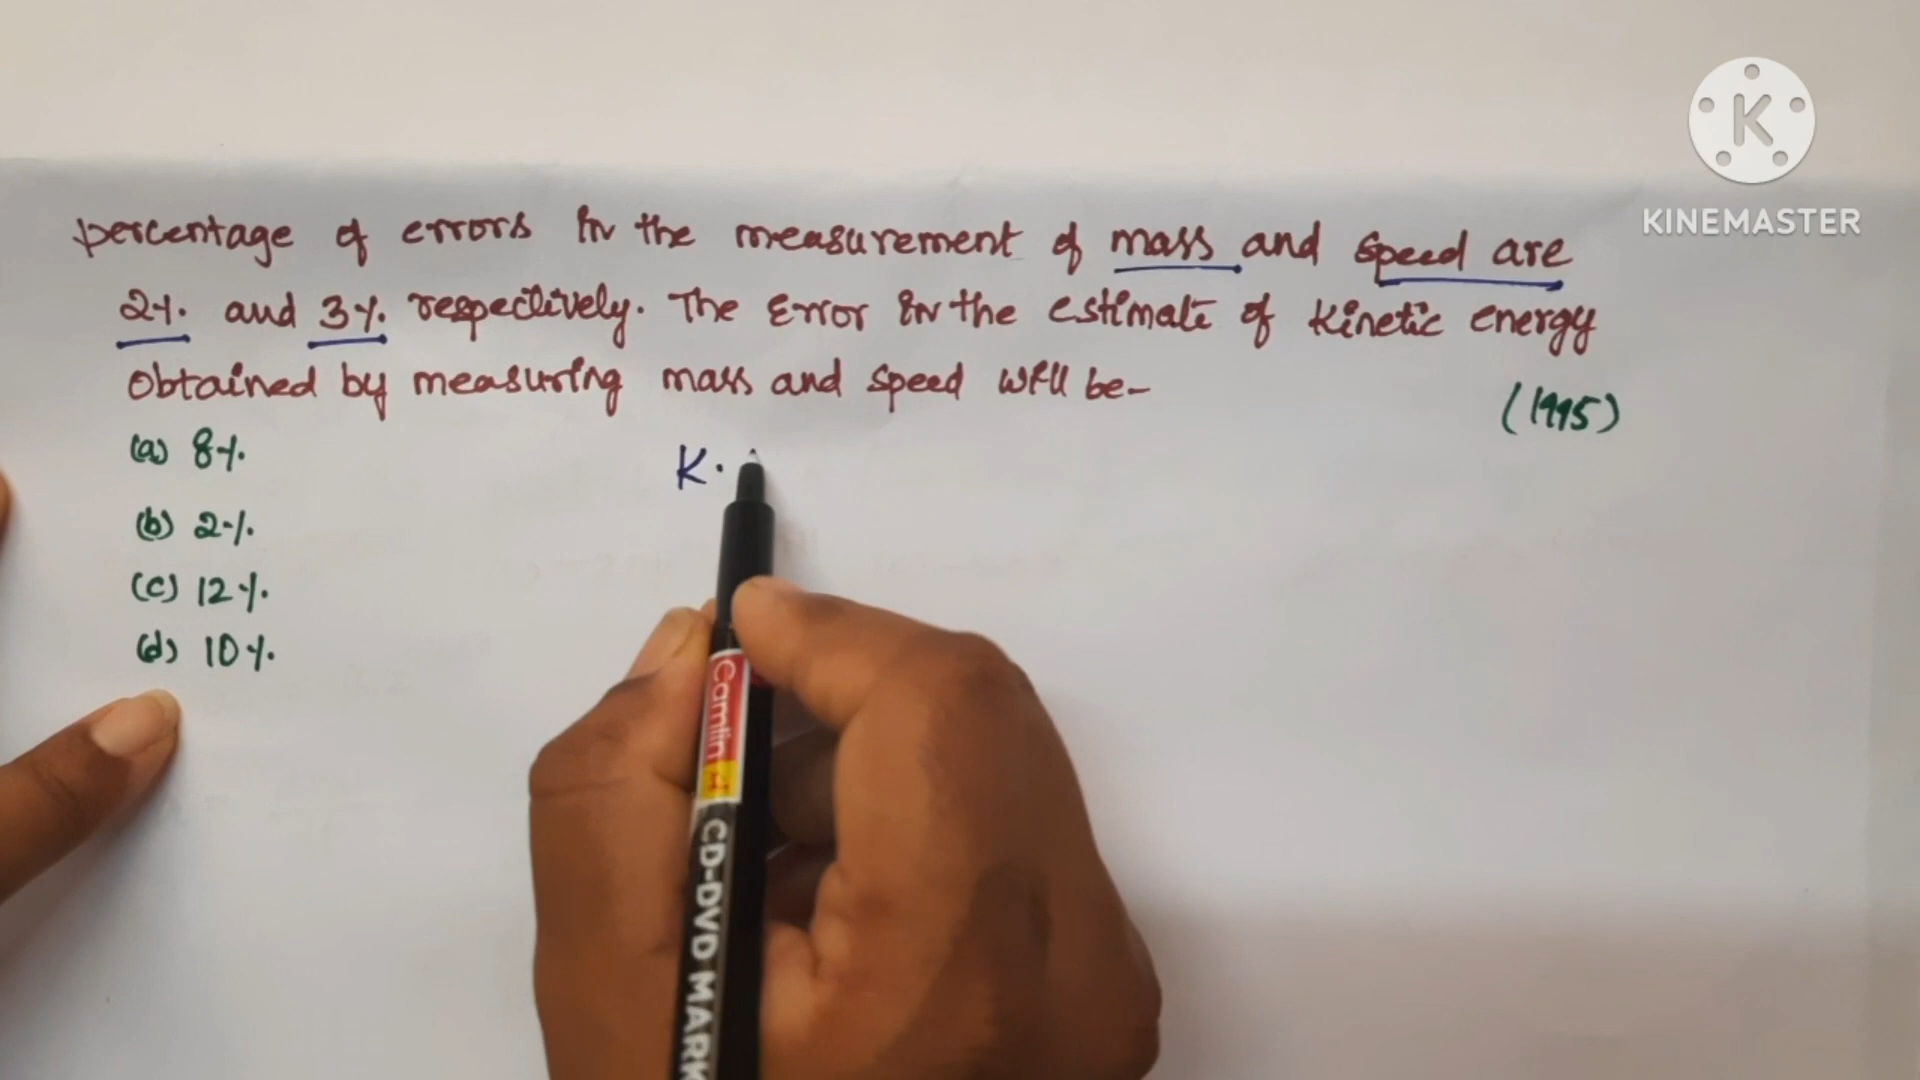 K
KINEMASTER
percentage of errors in the measurement of mass and speed are
2%. and 3%. respectively. The Error in the estimate of Kinetic energy
Obtained by measuring mass and speed will be-
(1995)
(a) 8%.
K.
(b) 2%.
(c) 12%.
(d) 10%.
Camlin
CD-DVD MARK